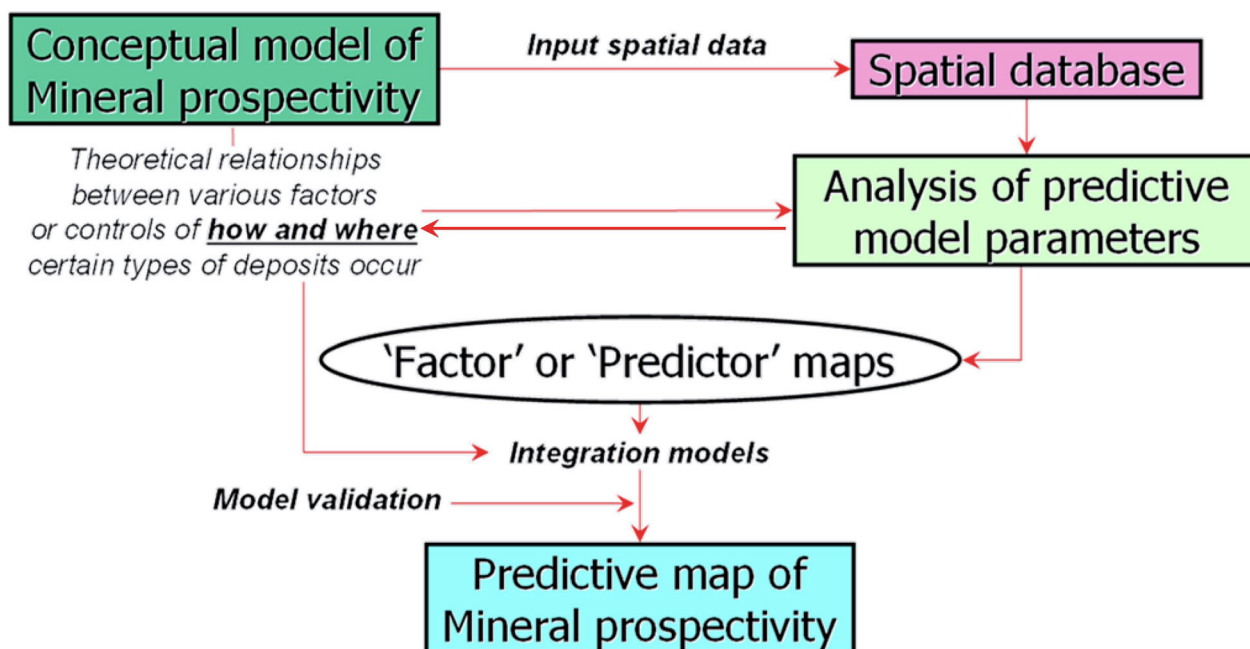 Conceptual model of
Mineral prospectivity
Input spatial data
Spatial database
Theoretical relationships
between various factors
or controls of how and where
certain types of deposits occur
Analysis of predictive
model parameters
‘Factor’ or ‘Predictor’ maps
Integration models
Model validation
Predictive map of
Mineral prospectivity